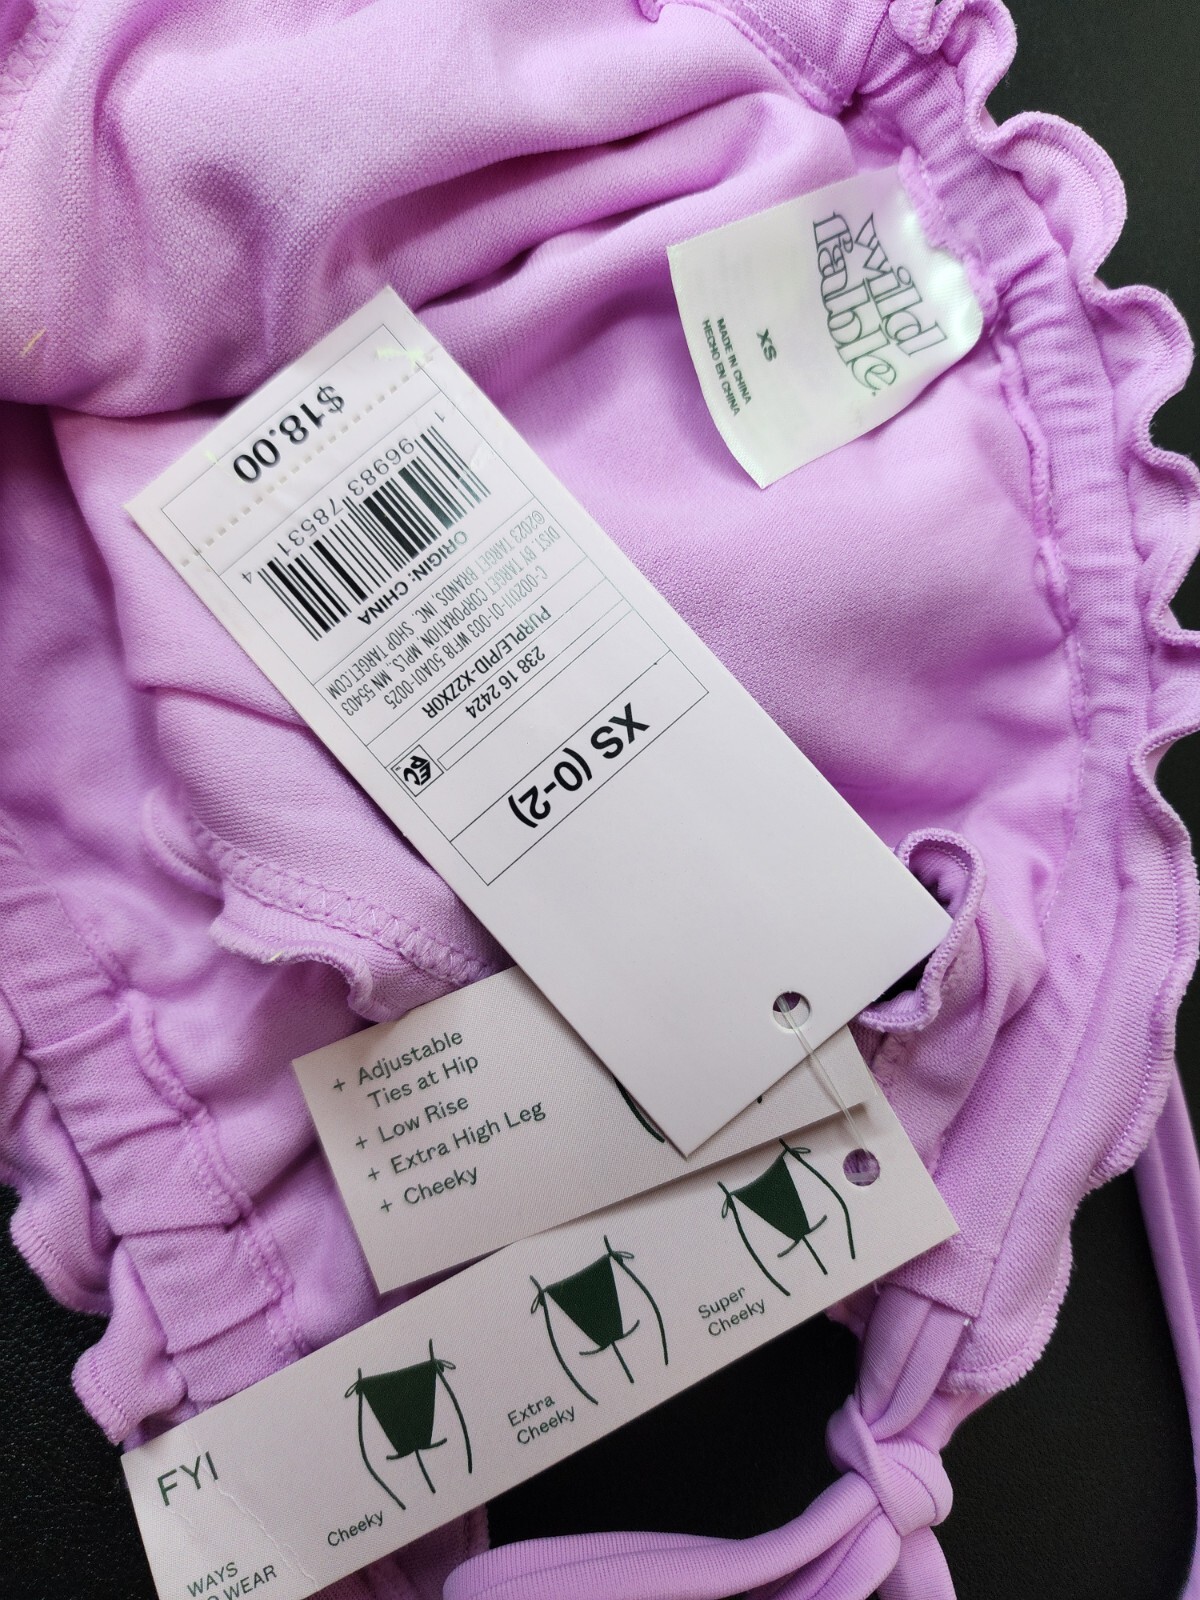 wild
fable.
XS
MADE IN CHINA
HECHO EN CHINA
$18.00
1 96983 78531 4
ORIGIN: CHINA
©2023 TARGET BRANDS, INC. SHOP TARGET.COM
DIST. BY TARGET CORPORATION, MPLS, MN 55403
C-002011-01-003 WFTB 50A01-0025
PURPLE/PID-X2ZX0R
238 16 2424
XS (0-2)
+ Adjustable
Ties at Hip
+ Low Rise
+ Extra High Leg
+ Cheeky
FYI
WAYS
WEAR
Cheeky
Extra
Cheeky
Super
Cheeky